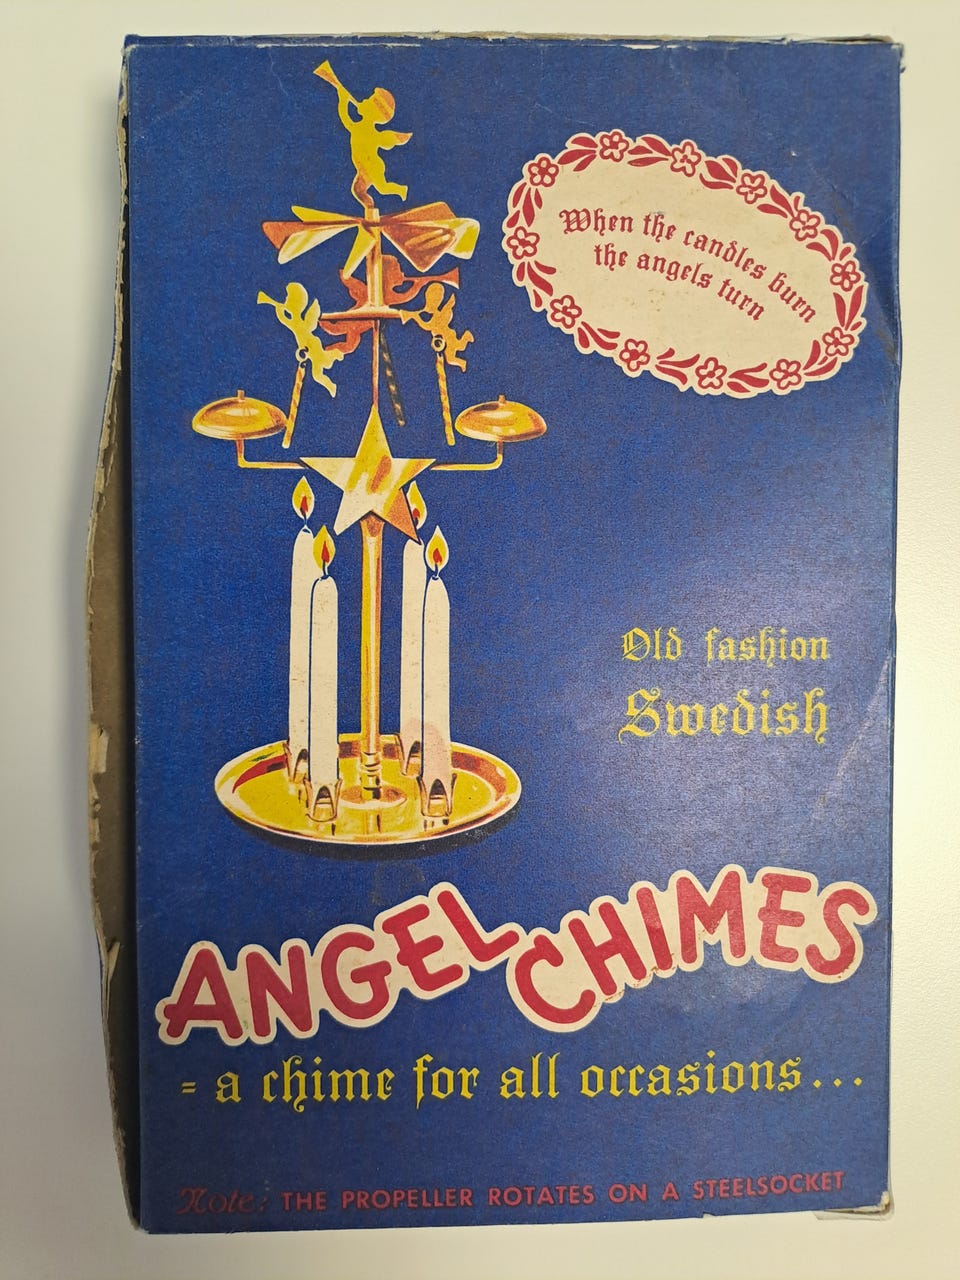 When the candles burn
the angels turn
Old fashion
Swedish
ANGEL CHIMES
= a chime for all occasions...
Note: THE PROPELLER ROTATES ON A STEELSOCKET